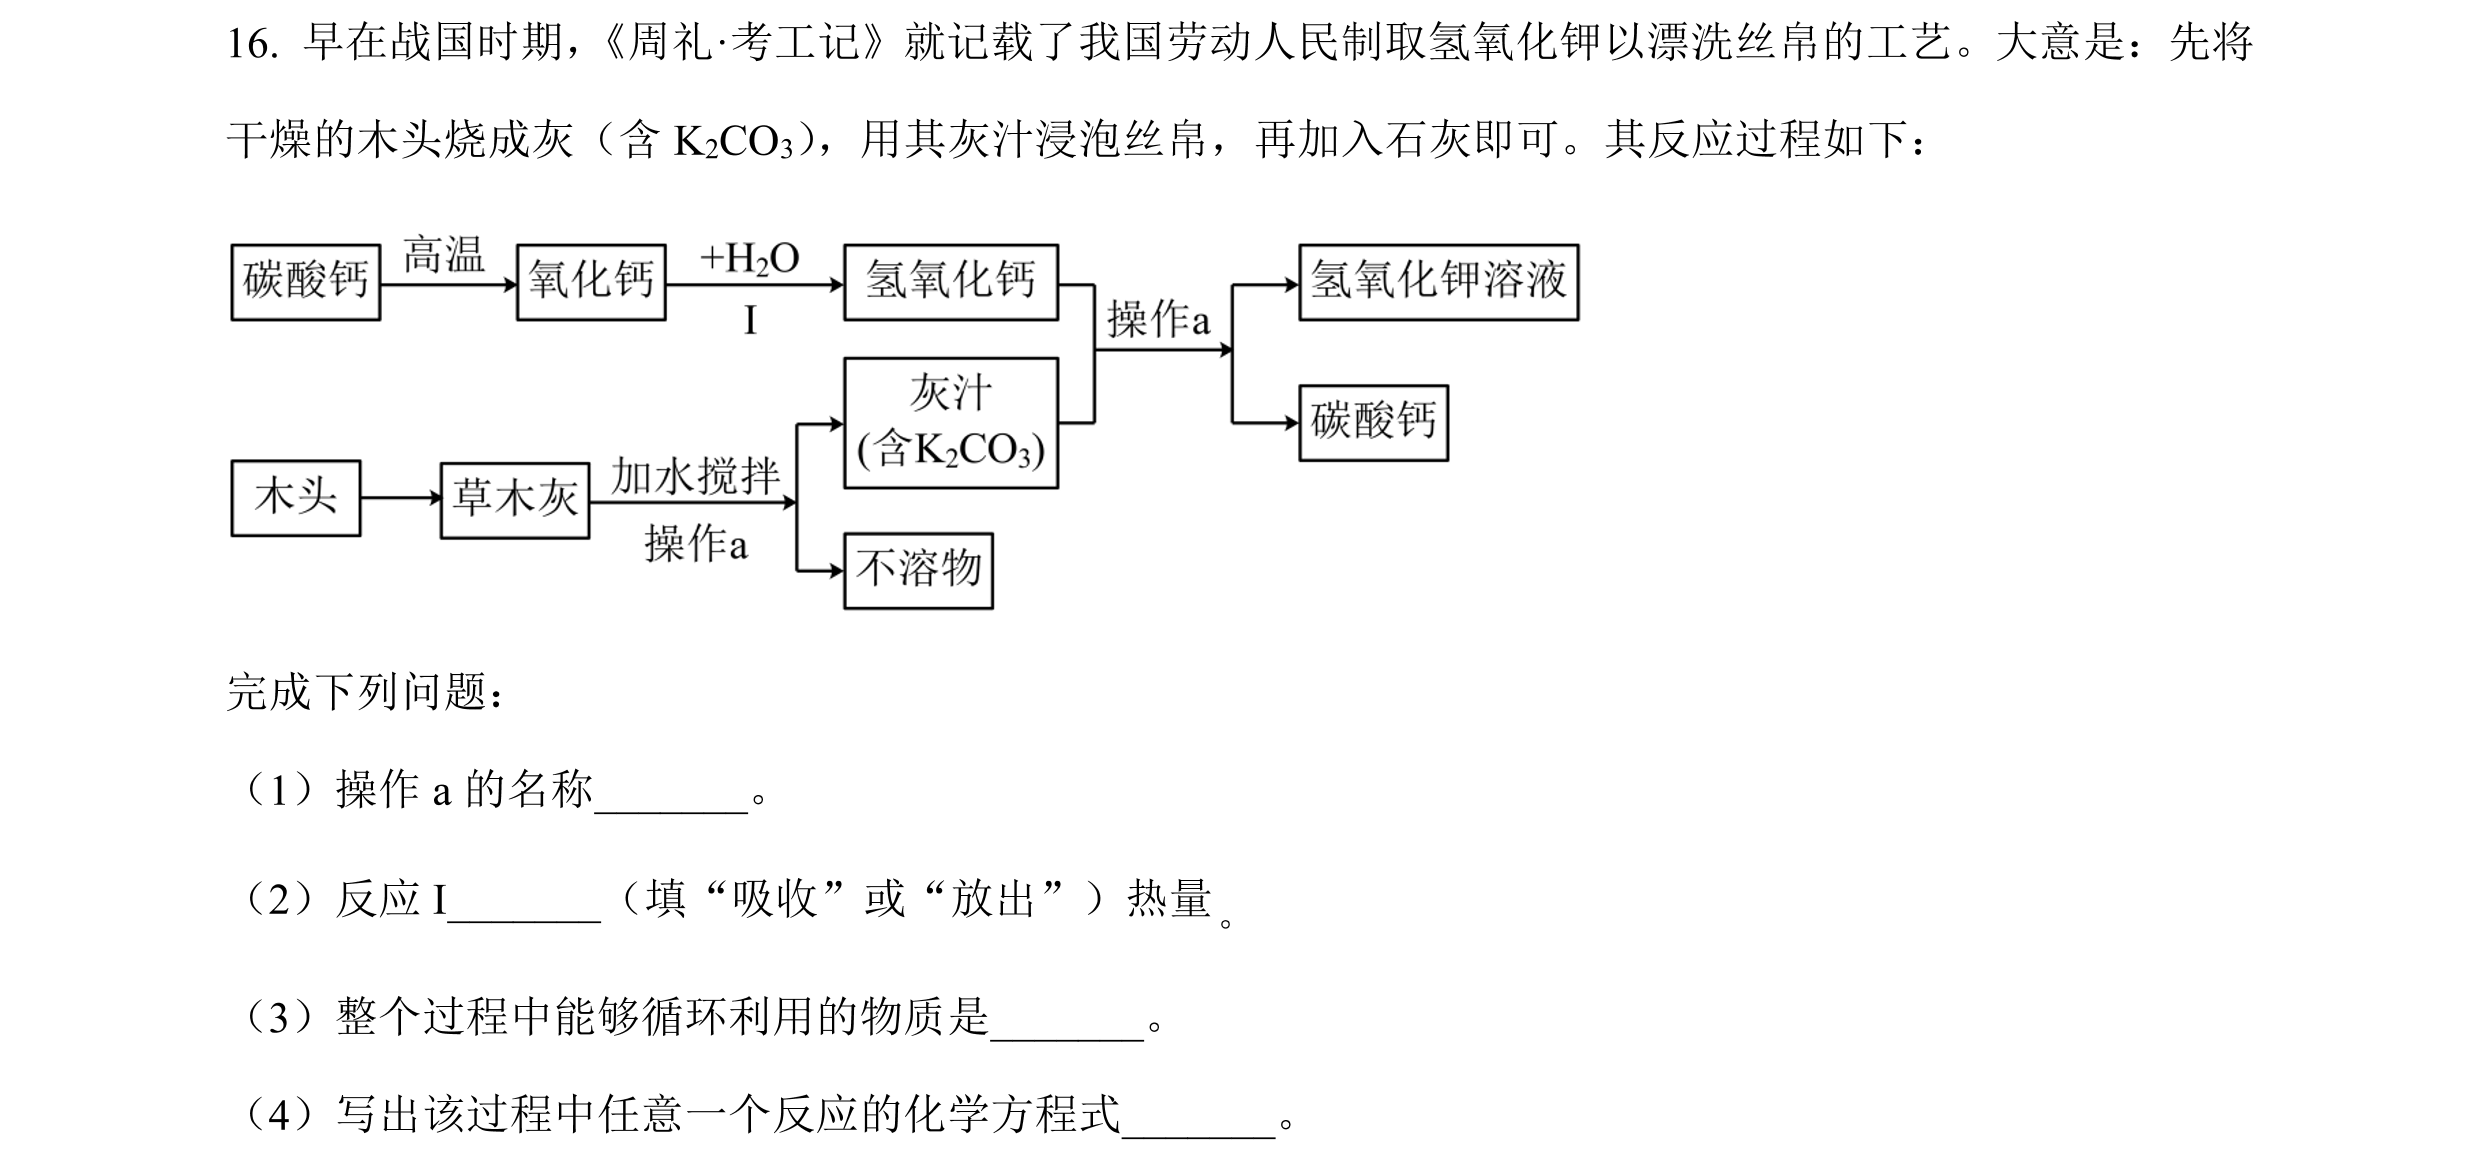 16. 早在战国时期，《周礼·考工记》就记载了我国劳动人民制取氢氧化钾以漂洗丝帛的工艺。大意是：先将
干燥的木头烧成灰（含 K₂CO₃），用其灰汁浸泡丝帛，再加入石灰即可。其反应过程如下：
碳酸钙 高温 氧化钙 +H₂O I 氢氧化钙 操作a 氢氧化钾溶液
灰汁
(含K₂CO₃)
碳酸钙
木头 草木灰 加水搅拌
操作a
不溶物
完成下列问题：
（1）操作 a 的名称_______。
（2）反应 I_______（填“吸收”或“放出”）热量。
（3）整个过程中能够循环利用的物质是_______。
（4）写出该过程中任意一个反应的化学方程式_______。